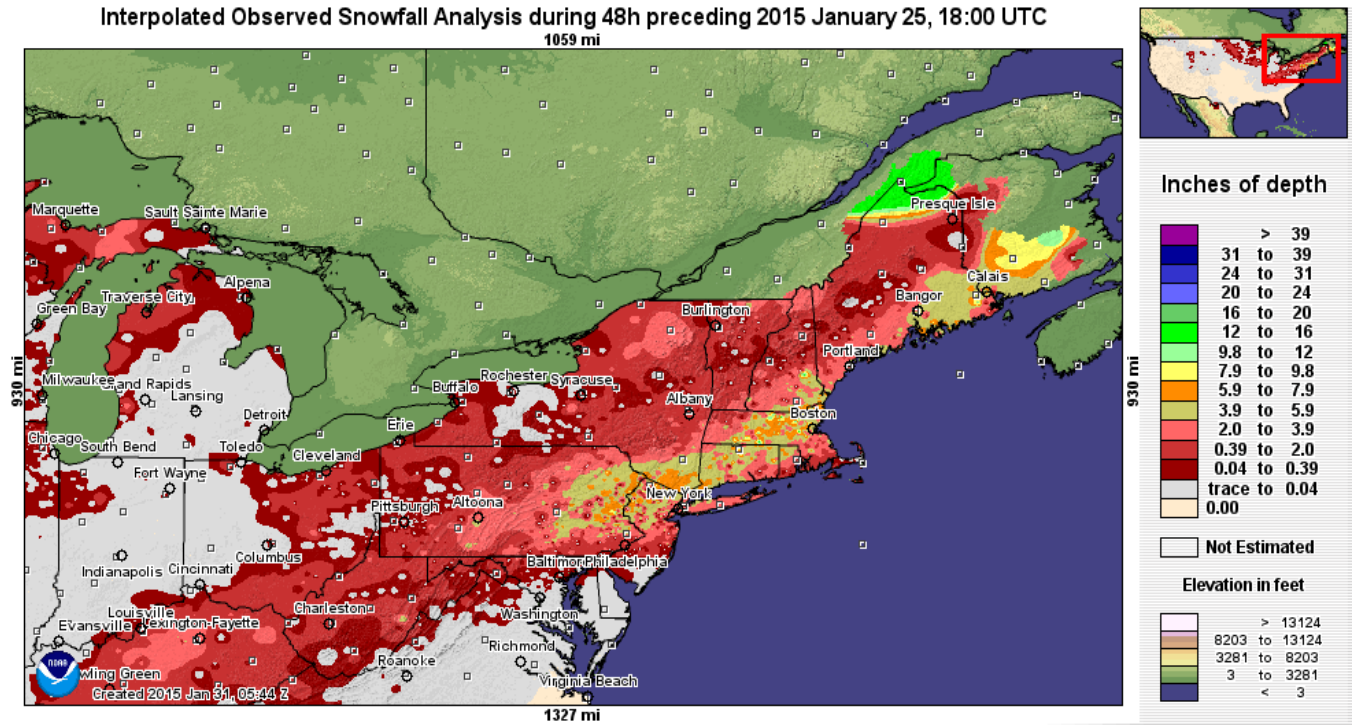 Interpolated Observed Snowfall Analysis during 48h preceding 2015 January 25, 18:00 UTC
1059 mi
930 mi
930 mi
1327 mi
Marquette
Sault Sainte Marie
Presque Isle
Alpena
Traverse City
Green Bay
Calais
Bangor
Burlington
Portland
Milwaukee
Grand Rapids
Lansing
Rochester
Syracuse
Buffalo
Albany
Boston
Detroit
Erie
Chicago
South Bend
Toledo
Cleveland
Fort Wayne
New York
Pittsburgh
Altoona
Columbus
Indianapolis
Cincinnati
Baltimor
Philadelphia
Louisville
Evansville
Lexington-Fayette
Charleston
Washington
Richmond
Roanoke
wling Green
Virginia Beach
NOAA
Created 2015 Jan 31, 05:44 Z
Inches of depth
> 39
31 to 39
24 to 31
20 to 24
16 to 20
12 to 16
9.8 to 12
7.9 to 9.8
5.9 to 7.9
3.9 to 5.9
2.0 to 3.9
0.39 to 2.0
0.04 to 0.39
trace to 0.04
0.00
Not Estimated
Elevation in feet
> 13124
8203 to 13124
3281 to 8203
3 to 3281
< 3